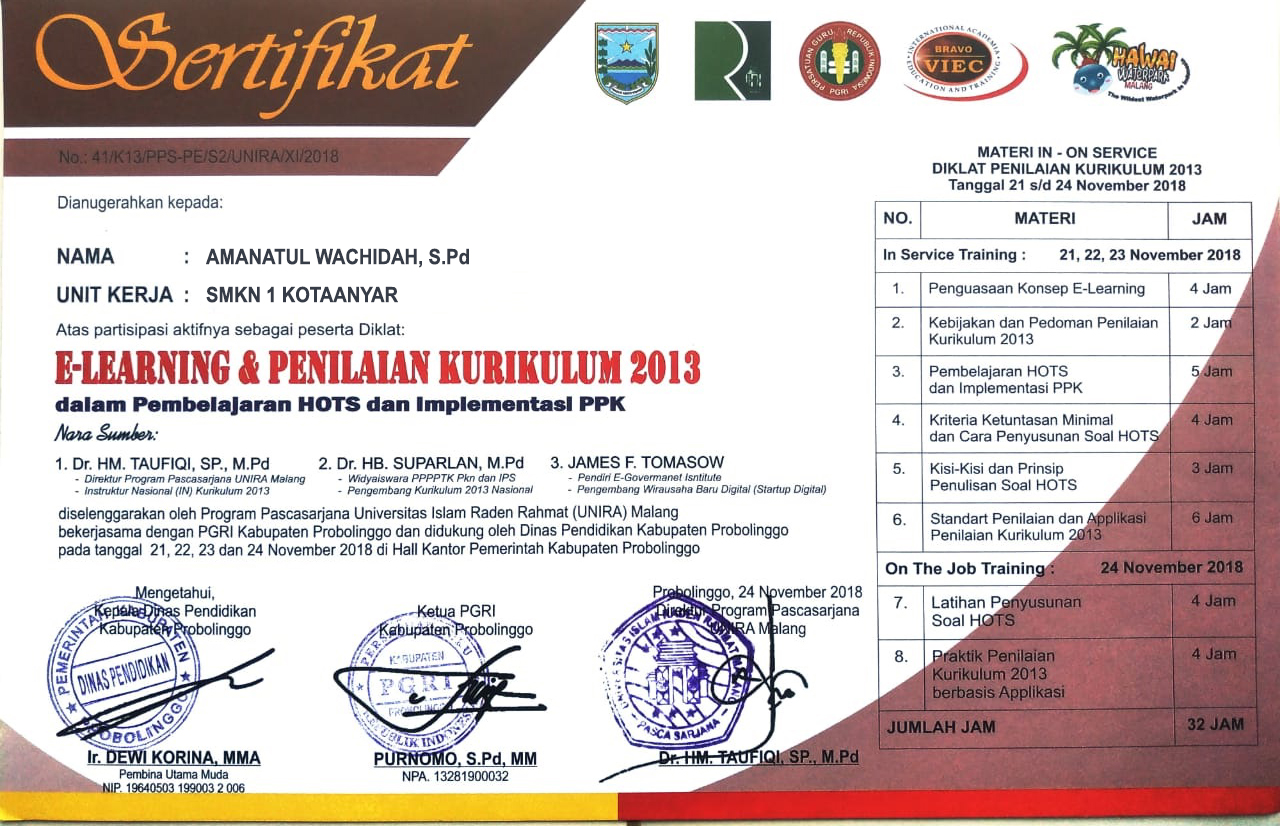 Sertifikat
No.: 41/K13/PPS-PE/S2/UNIRA/XI/2018
PERSATUAN GURU REPUBLIK INDONESIA
PGRI
INTERNATIONAL ACADEMIA
BRAVO
VIEC
EDUCATION AND TRAINING
HAWAI
WATERPARK
MALANG
Dianugerahkan kepada:
NAMA : AMANATUL WACHIDAH, S.Pd
UNIT KERJA : SMKN 1 KOTAANYAR
Atas partisipasi aktifnya sebagai peserta Diklat:
E-LEARNING & PENILAIAN KURIKULUM 2013
dalam Pembelajaran HOTS dan Implementasi PPK
Nara Sumber:
1. Dr. HM. TAUFIQI, SP., M.Pd
- Direktur Program Pascasarjana UNIRA Malang
- Instruktur Nasional (IN) Kurikulum 2013
2. Dr. HB. SUPARLAN, M.Pd
- Widyaiswara PPPPTK Pkn dan IPS
- Pengembang Kurikulum 2013 Nasional
3. JAMES F. TOMASOW
- Pendiri E-Govermanet Isntitute
- Pengembang Wirausaha Baru Digital (Startup Digital)
diselenggarakan oleh Program Pascasarjana Universitas Islam Raden Rahmat (UNIRA) Malang
bekerjasama dengan PGRI Kabupaten Probolinggo dan didukung oleh Dinas Pendidikan Kabupaten Probolinggo
pada tanggal 21, 22, 23 dan 24 November 2018 di Hall Kantor Pemerintah Kabupaten Probolinggo
Mengetahui,
Kepala Dinas Pendidikan
Kabupaten Probolinggo
PEMERINTAH KABUPATEN
DINAS PENDIDIKAN
PROBOLINGGO
Ir. DEWI KORINA, MMA
Pembina Utama Muda
NIP. 19640503 199003 2 006
Ketua PGRI
Kabupaten Probolinggo
KABUPATEN
PGRI
PROBOLINGGO
REPUBLIK INDONESIA
PURNOMO, S.Pd, MM
NPA. 13281900032
Probolinggo, 24 November 2018
Direktur Program Pascasarjana
UNIRA Malang
UNIVERSITAS ISLAM RADEN RAHMAT MALANG
PASCA SARJANA
Dr. HM. TAUFIQI, SP., M.Pd
MATERI IN - ON SERVICE
DIKLAT PENILAIAN KURIKULUM 2013
Tanggal 21 s/d 24 November 2018
NO. MATERI JAM
In Service Training : 21, 22, 23 November 2018
1. Penguasaan Konsep E-Learning 4 Jam
2. Kebijakan dan Pedoman Penilaian 2 Jam
Kurikulum 2013
3. Pembelajaran HOTS 5 Jam
dan Implementasi PPK
4. Kriteria Ketuntasan Minimal 4 Jam
dan Cara Penyusunan Soal HOTS
5. Kisi-Kisi dan Prinsip 3 Jam
Penulisan Soal HOTS
6. Standart Penilaian dan Applikasi 6 Jam
Penilaian Kurikulum 2013
On The Job Training : 24 November 2018
7. Latihan Penyusunan 4 Jam
Soal HOTS
8. Praktik Penilaian 4 Jam
Kurikulum 2013
berbasis Applikasi
JUMLAH JAM 32 JAM